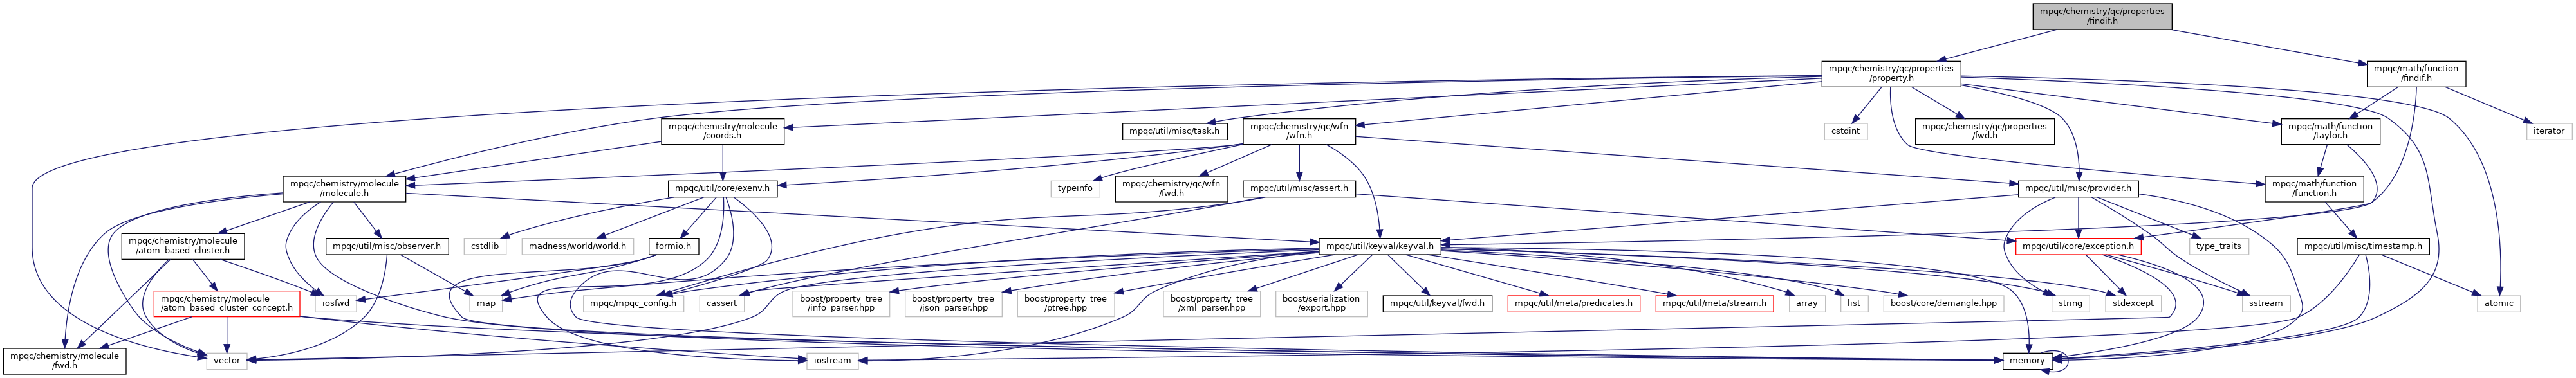 mpqc/chemistry/qc/properties
/findif.h
mpqc/chemistry/qc/properties
/property.h
mpqc/math/function
/findif.h
mpqc/chemistry/molecule
/coords.h
mpqc/util/misc/task.h
mpqc/chemistry/qc/wfn
/wfn.h
cstdint
mpqc/chemistry/qc/properties
/fwd.h
mpqc/math/function
/taylor.h
iterator
mpqc/chemistry/molecule
/molecule.h
mpqc/util/core/exenv.h
typeinfo
mpqc/chemistry/qc/wfn
/fwd.h
mpqc/util/misc/assert.h
mpqc/util/misc/provider.h
mpqc/math/function
/function.h
mpqc/chemistry/molecule
/atom_based_cluster.h
mpqc/util/misc/observer.h
cstdlib
madness/world/world.h
formio.h
mpqc/util/keyval/keyval.h
mpqc/util/core/exception.h
type_traits
mpqc/util/misc/timestamp.h
mpqc/chemistry/molecule
/atom_based_cluster_concept.h
iosfwd
map
mpqc/mpqc_config.h
cassert
boost/property_tree
/info_parser.hpp
boost/property_tree
/json_parser.hpp
boost/property_tree
/ptree.hpp
boost/property_tree
/xml_parser.hpp
boost/serialization
/export.hpp
mpqc/util/keyval/fwd.h
mpqc/util/meta/predicates.h
mpqc/util/meta/stream.h
array
list
boost/core/demangle.hpp
string
stdexcept
sstream
atomic
mpqc/chemistry/molecule
/fwd.h
vector
iostream
memory